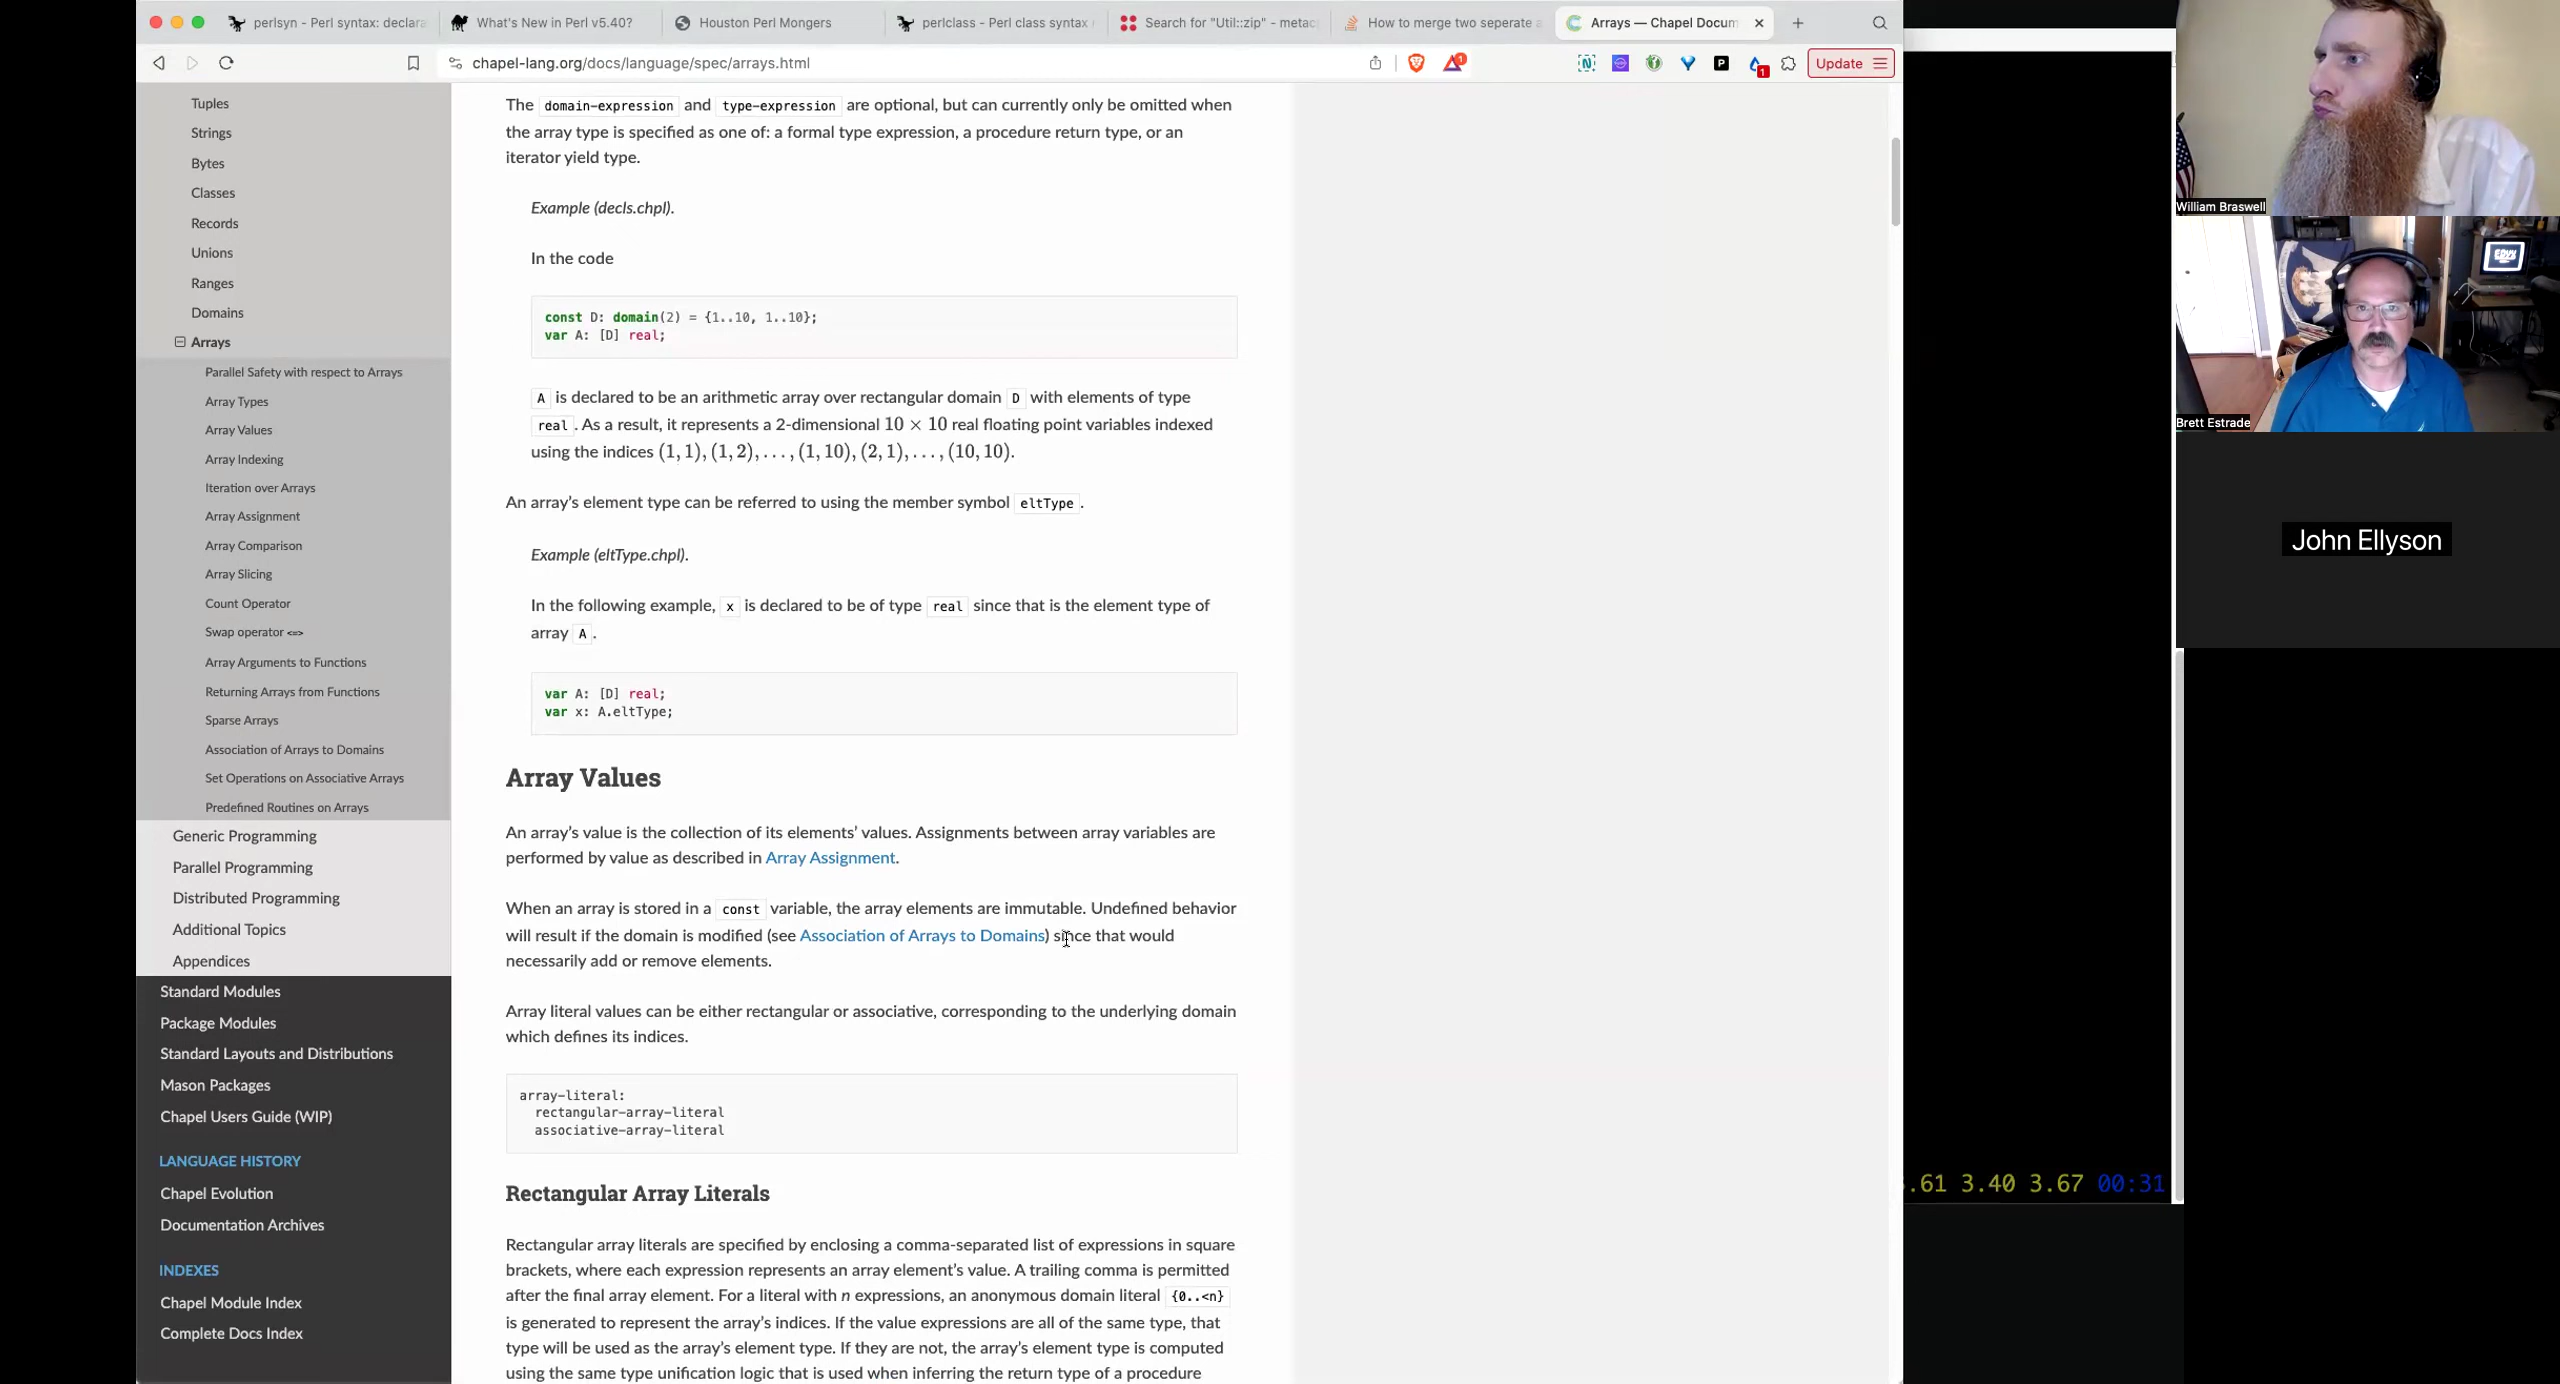 perlsyn - Perl syntax: declara
What's New in Perl v5.40?
Houston Perl Mongers
perlclass - Perl class syntax
Search for "Util::zip" - metac
How to merge two seperate a
Arrays — Chapel Docum
chapel-lang.org/docs/language/spec/arrays.html
Update
Tuples
Strings
Bytes
Classes
Records
Unions
Ranges
Domains
Arrays
Parallel Safety with respect to Arrays
Array Types
Array Values
Array Indexing
Iteration over Arrays
Array Assignment
Array Comparison
Array Slicing
Count Operator
Swap operator <=>
Array Arguments to Functions
Returning Arrays from Functions
Sparse Arrays
Association of Arrays to Domains
Set Operations on Associative Arrays
Predefined Routines on Arrays
Generic Programming
Parallel Programming
Distributed Programming
Additional Topics
Appendices
Standard Modules
Package Modules
Standard Layouts and Distributions
Mason Packages
Chapel Users Guide (WIP)
LANGUAGE HISTORY
Chapel Evolution
Documentation Archives
INDEXES
Chapel Module Index
Complete Docs Index
The domain-expression and type-expression are optional, but can currently only be omitted when
the array type is specified as one of: a formal type expression, a procedure return type, or an
iterator yield type.
Example (decls.chpl).
In the code
const D: domain(2) = {1..10, 1..10};
var A: [D] real;
A is declared to be an arithmetic array over rectangular domain D with elements of type
real. As a result, it represents a 2-dimensional 10 × 10 real floating point variables indexed
using the indices (1, 1), (1, 2), . . . , (1, 10), (2, 1), . . . , (10, 10).
An array’s element type can be referred to using the member symbol eltType.
Example (eltType.chpl).
In the following example, x is declared to be of type real since that is the element type of
array A.
var A: [D] real;
var x: A.eltType;
Array Values
An array’s value is the collection of its elements’ values. Assignments between array variables are
performed by value as described in Array Assignment.
When an array is stored in a const variable, the array elements are immutable. Undefined behavior
will result if the domain is modified (see Association of Arrays to Domains) since that would
necessarily add or remove elements.
Array literal values can be either rectangular or associative, corresponding to the underlying domain
which defines its indices.
array-literal:
rectangular-array-literal
associative-array-literal
Rectangular Array Literals
Rectangular array literals are specified by enclosing a comma-separated list of expressions in square
brackets, where each expression represents an array element’s value. A trailing comma is permitted
after the final array element. For a literal with n expressions, an anonymous domain literal {0..<n}
is generated to represent the array’s indices. If the value expressions are all of the same type, that
type will be used as the array’s element type. If they are not, the array’s element type is computed
using the same type unification logic that is used when inferring the return type of a procedure
William Braswell
Brett Estrade
John Ellyson
.61 3.40 3.67 00:31